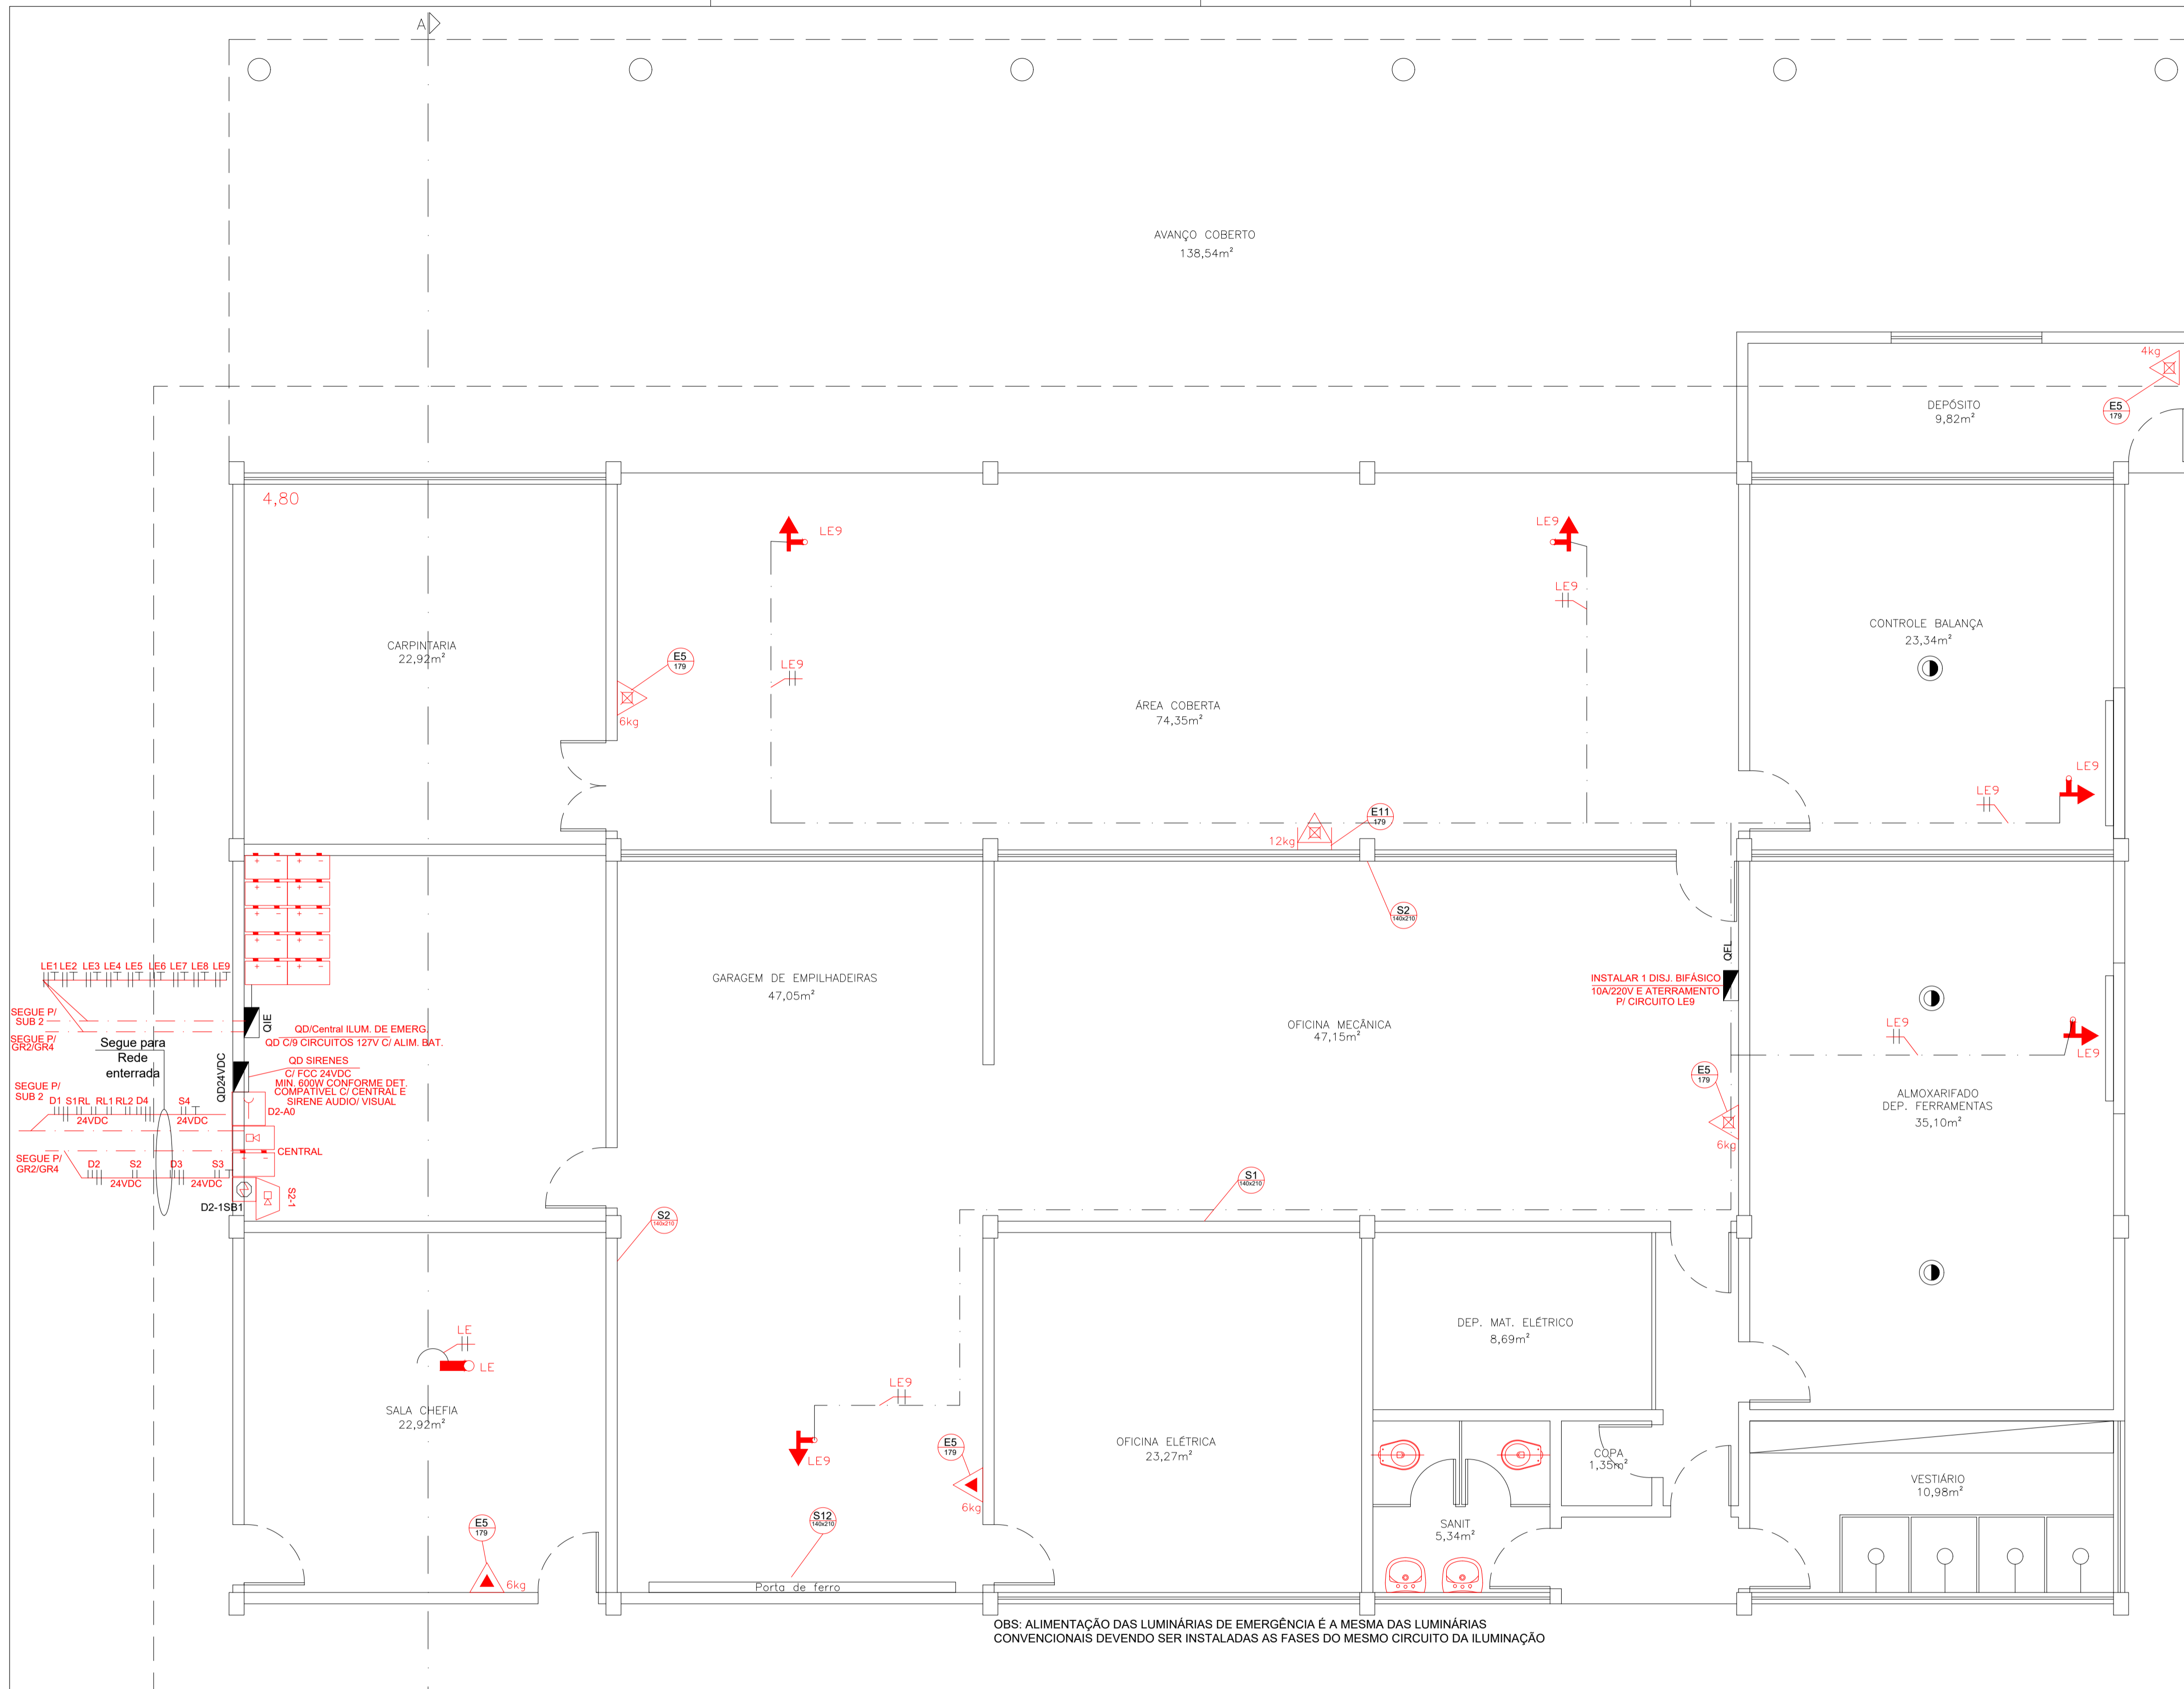 A
AVANÇO COBERTO
138,54m²
4kg
DEPÓSITO
9,82m²
E5
179
4,80
LE9
LE9
LE9
LE9
CARPINTARIA
22,92m²
E5
179
6kg
ÁREA COBERTA
74,35m²
CONTROLE BALANÇA
23,34m²
LE9
LE9
12kg
E11
179
S2
140x210
GARAGEM DE EMPILHADEIRAS
47,05m²
OFICINA MECÂNICA
47,15m²
QFL
INSTALAR 1 DISJ. BIFÁSICO
10A/220V E ATERRAMENTO
P/ CIRCUITO LE9
LE9
LE9
E5
179
6kg
ALMOXARIFADO
DEP. FERRAMENTAS
35,10m²
LE1 LE2 LE3 LE4 LE5 LE6 LE7 LE8 LE9
SEGUE P/
SUB 2
SEGUE P/
GR2/GR4
Segue para
Rede
enterrada
QIE
QD/Central ILUM. DE EMERG.
QD C/9 CIRCUITOS 127V C/ ALIM. BAT.
QD24VDC
QD SIRENES
C/ FCC 24VDC
MIN. 600W CONFORME DET.
COMPATIVEL C/ CENTRAL E
SIRENE AUDIO/ VISUAL
D2-A0
SEGUE P/
SUB 2
D1 S1 RL RL1 RL2 D4 S4
24VDC 24VDC
CENTRAL
SEGUE P/
GR2/GR4
D2 S2 D3 S3
24VDC 24VDC
D2-1SB1
S2-1
S2
140x210
S1
140x210
LE
LE
SALA CHEFIA
22,92m²
E5
179
6kg
LE9
LE9
E5
179
6kg
S12
140x210
Porta de ferro
OFICINA ELÉTRICA
23,27m²
DEP. MAT. ELÉTRICO
8,69m²
COPA
1,35m²
SANIT
5,34m²
VESTIÁRIO
10,98m²
OBS: ALIMENTAÇÃO DAS LUMINÁRIAS DE EMERGÊNCIA É A MESMA DAS LUMINÁRIAS
CONVENCIONAIS DEVENDO SER INSTALADAS AS FASES DO MESMO CIRCUITO DA ILUMINAÇÃO